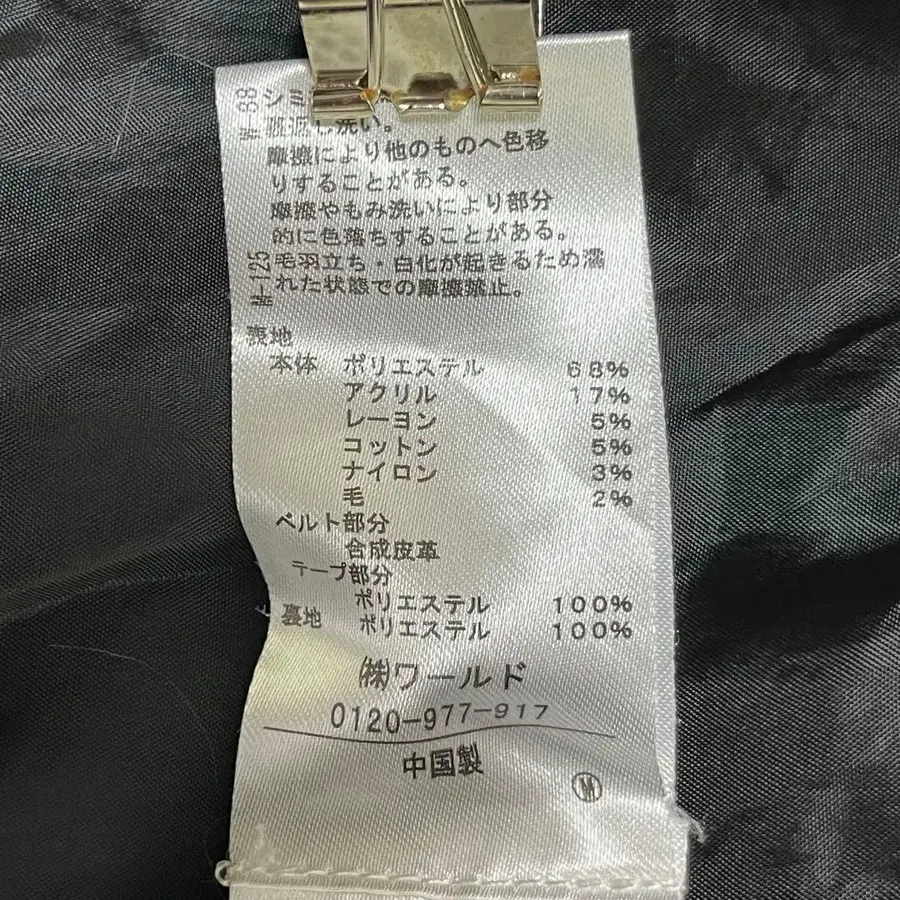 W-38 シミ
裏返し洗い。
摩擦により他のものへ色移
りすることがある。
摩擦やもみ洗いにより部分
的に色落ちすることがある。
W-125 毛羽立ち・白化が起きるため濡
れた状態での摩擦禁止。
表地
本体 ポリエステル 68%
アクリル 17%
レーヨン 5%
コットン 5%
ナイロン 3%
毛 2%
ベルト部分
合成皮革
テープ部分
ポリエステル 100%
裏地 ポリエステル 100%
㈱ワールド
0120-977-917
中国製
M